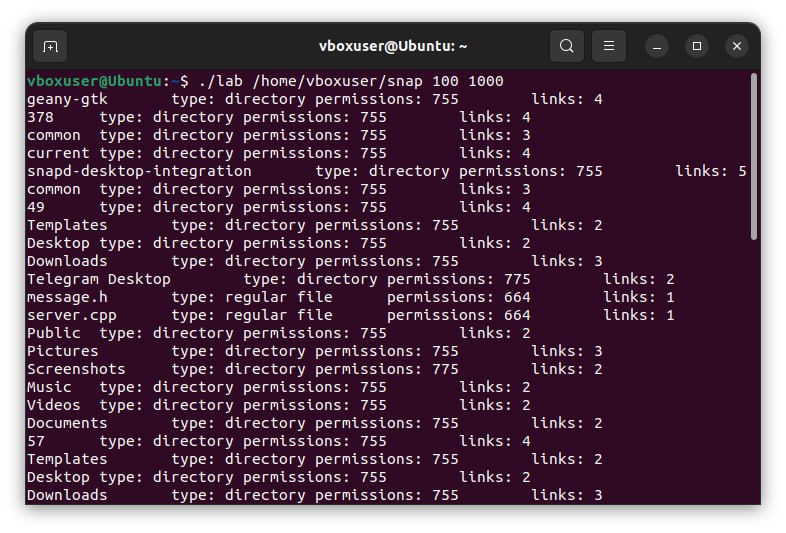 vboxuser@Ubuntu: ~
vboxuser@Ubuntu:~$ ./lab /home/vboxuser/snap 100 1000
geany-gtk type: directory permissions: 755 links: 4
378 type: directory permissions: 755 links: 4
common type: directory permissions: 755 links: 3
current type: directory permissions: 755 links: 4
snapd-desktop-integration type: directory permissions: 755 links: 5
common type: directory permissions: 755 links: 3
49 type: directory permissions: 755 links: 4
Templates type: directory permissions: 755 links: 2
Desktop type: directory permissions: 755 links: 2
Downloads type: directory permissions: 755 links: 3
Telegram Desktop type: directory permissions: 775 links: 2
message.h type: regular file permissions: 664 links: 1
server.cpp type: regular file permissions: 664 links: 1
Public type: directory permissions: 755 links: 2
Pictures type: directory permissions: 755 links: 3
Screenshots type: directory permissions: 775 links: 2
Music type: directory permissions: 755 links: 2
Videos type: directory permissions: 755 links: 2
Documents type: directory permissions: 755 links: 2
57 type: directory permissions: 755 links: 4
Templates type: directory permissions: 755 links: 2
Desktop type: directory permissions: 755 links: 2
Downloads type: directory permissions: 755 links: 3